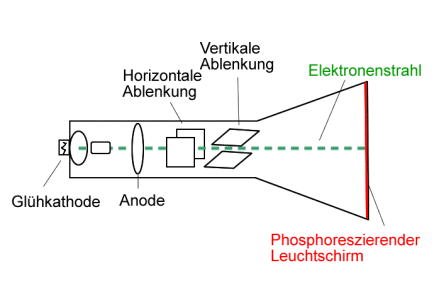 Vertikale
Ablenkung
Horizontale
Ablenkung
Elektronenstrahl
Glühkathode
Anode
Phosphoreszierender
Leuchtschirm